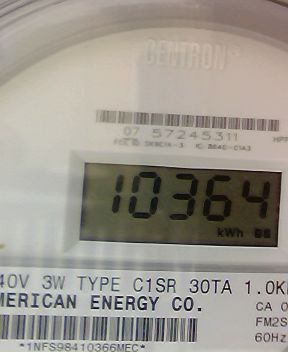 CENTRON®
07 57245311
10364
kWh 88
40V 3W TYPE C1SR 30TA 1.0K
MERICAN ENERGY CO.
CA 0
FM2S
60Hz
*1NFS98410366MEC*